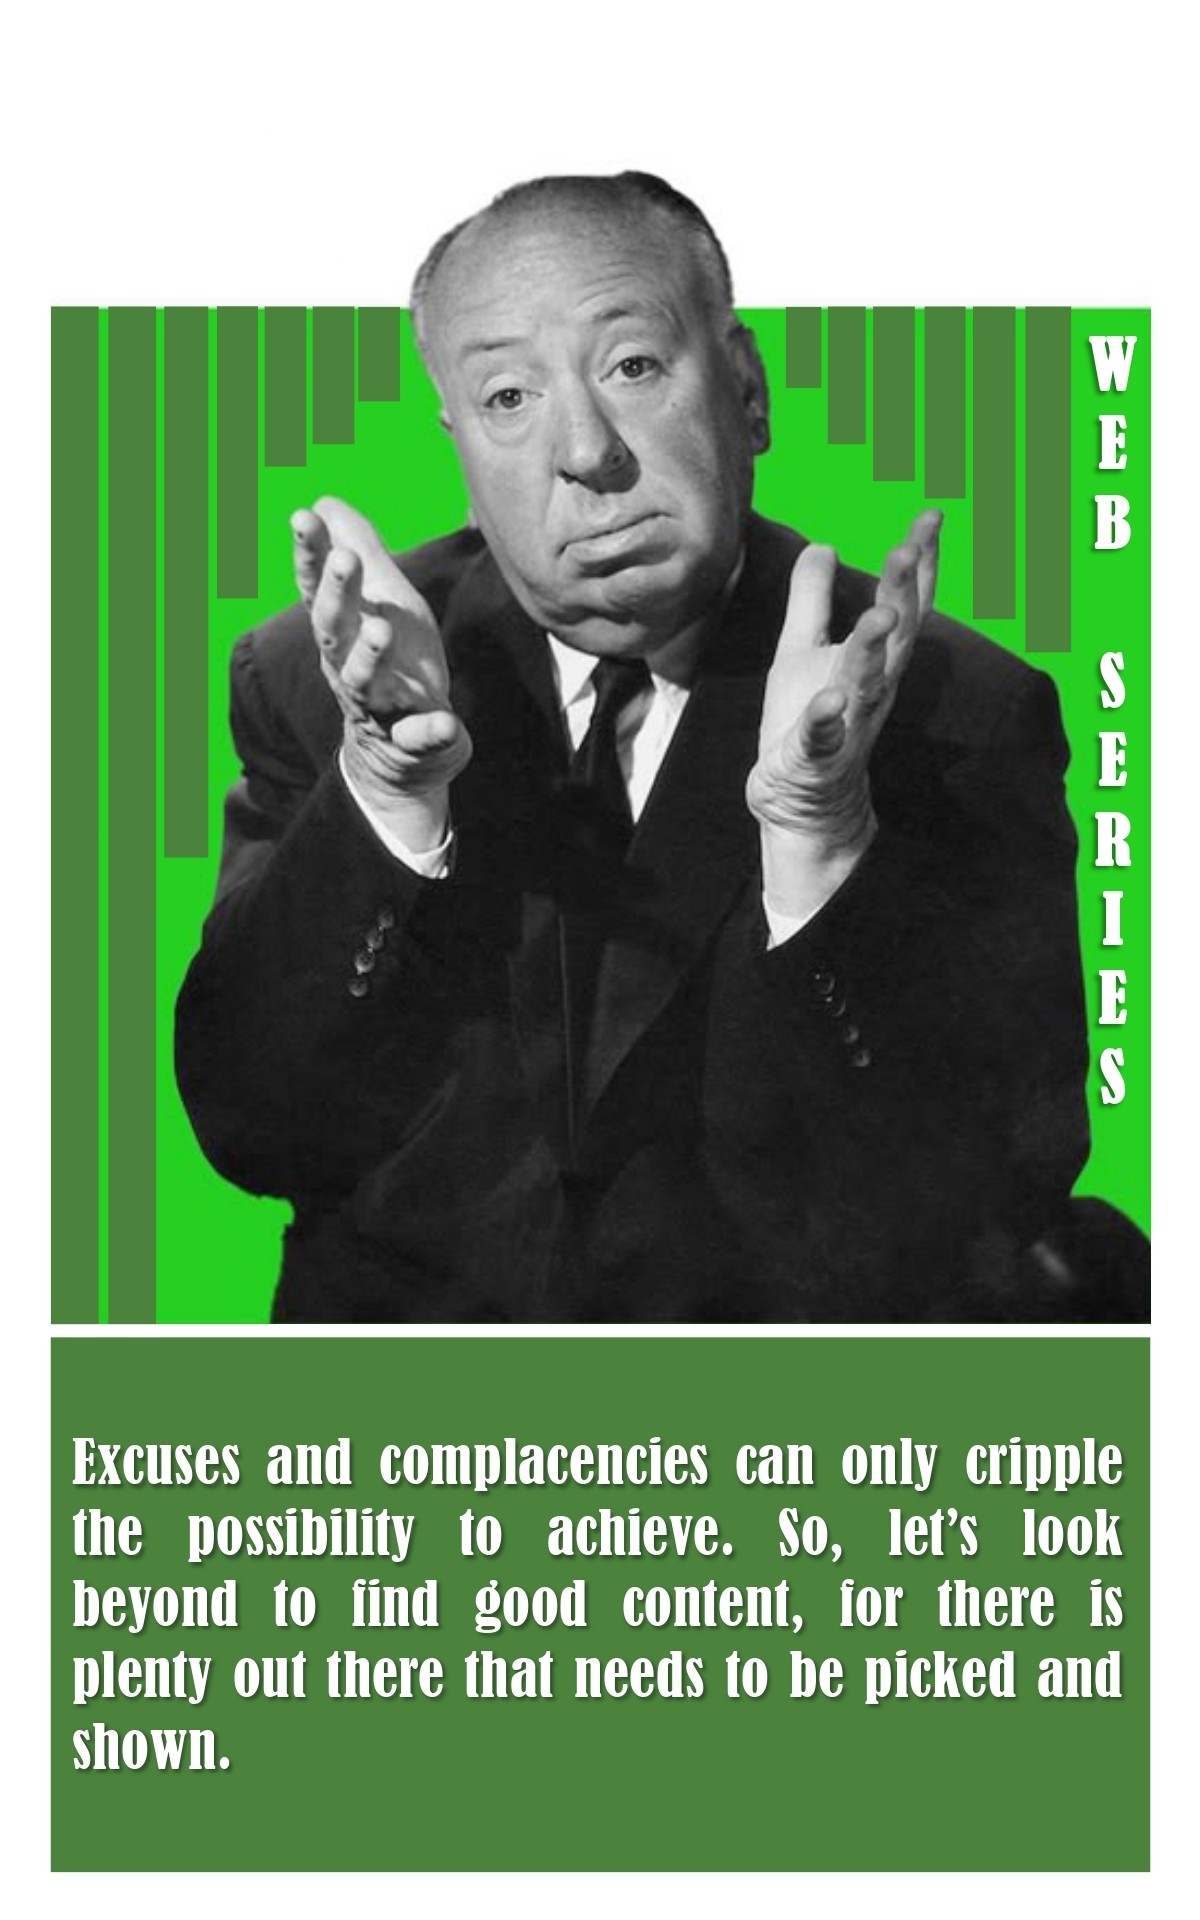 WEB SERIES
Excuses and complacencies can only cripple
the possibility to achieve. So, let’s look
beyond to find good content, for there is
plenty out there that needs to be picked and
shown.